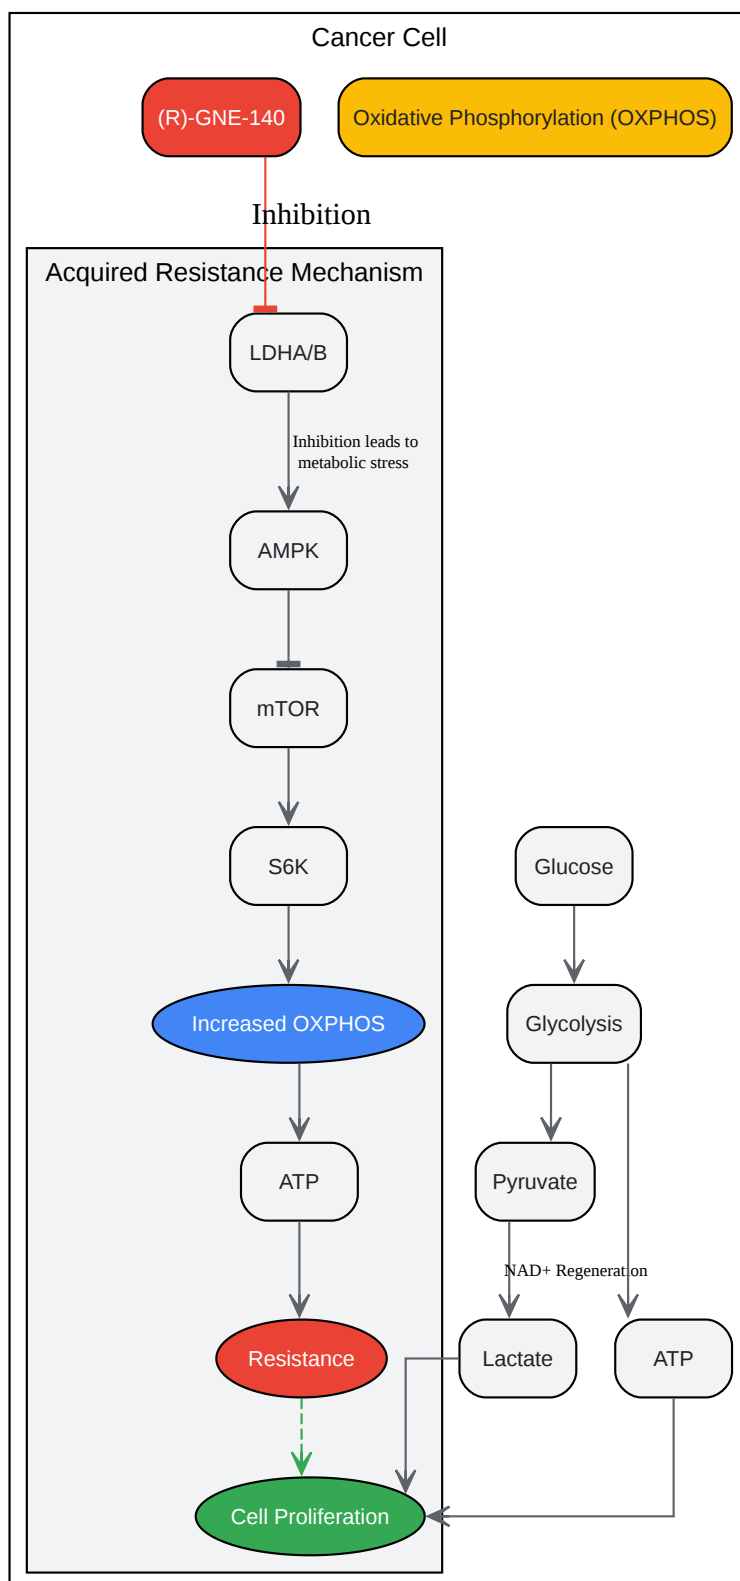 Cancer Cell
(R)-GNE-140
Oxidative Phosphorylation (OXPHOS)
Inhibition
Acquired Resistance Mechanism
LDHA/B
Inhibition leads to
metabolic stress
AMPK
mTOR
S6K
Glucose
Increased OXPHOS
Glycolysis
ATP
Pyruvate
NAD+ Regeneration
Resistance
Lactate
ATP
Cell Proliferation